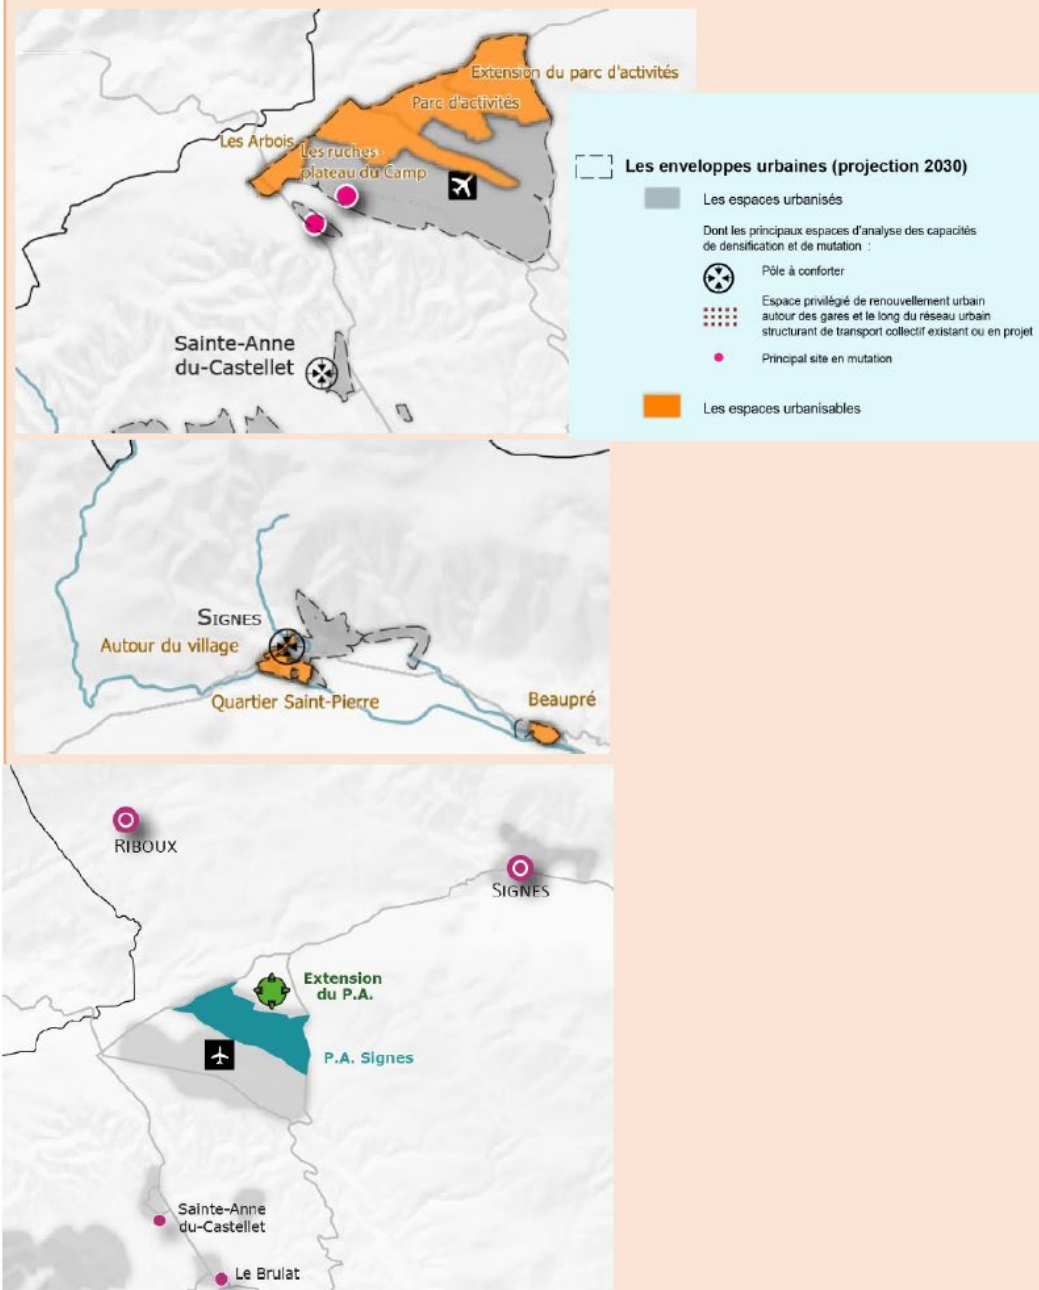 Extension du parc d'activités
Parc d'activités
Les Arbois
Les ruches-
plateau du Camp
Sainte-Anne
du-Castellet
Les enveloppes urbaines (projection 2030)
Les espaces urbanisés
Dont les principaux espaces d'analyse des capacités
de densification et de mutation :
Pôle à conforter
Espace privilégié de renouvellement urbain
autour des gares et le long du réseau urbain
structurant de transport collectif existant ou en projet
Principal site en mutation
Les espaces urbanisables
SIGNES
Autour du village
Quartier Saint-Pierre
Beaupré
RIBOUX
SIGNES
Extension
du P.A.
P.A. Signes
Sainte-Anne
du-Castellet
Le Brulat